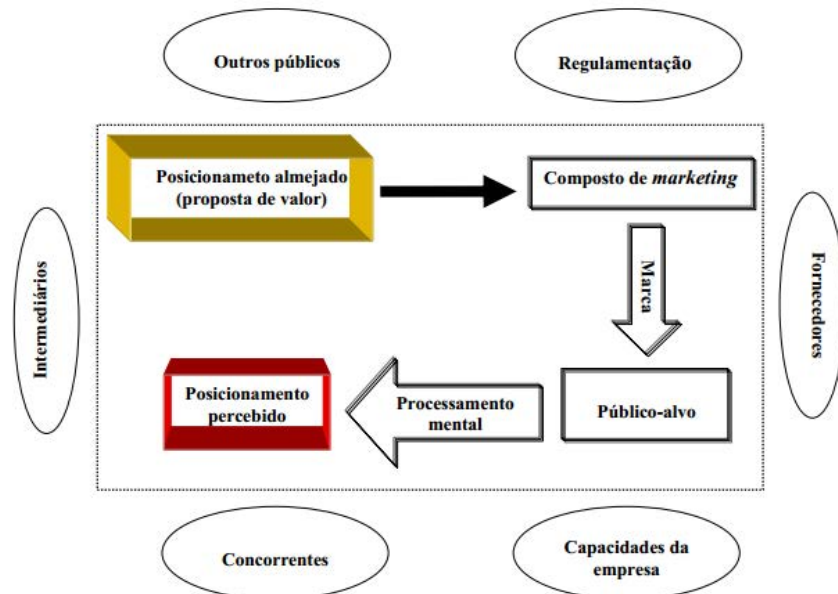 Outros públicos
Regulamentação
Posicionameto almejado
(proposta de valor)
Composto de marketing
Intermediários
Marca
Fornecedores
Posicionamento
percebido
Processamento
mental
Público-alvo
Concorrentes
Capacidades da
empresa